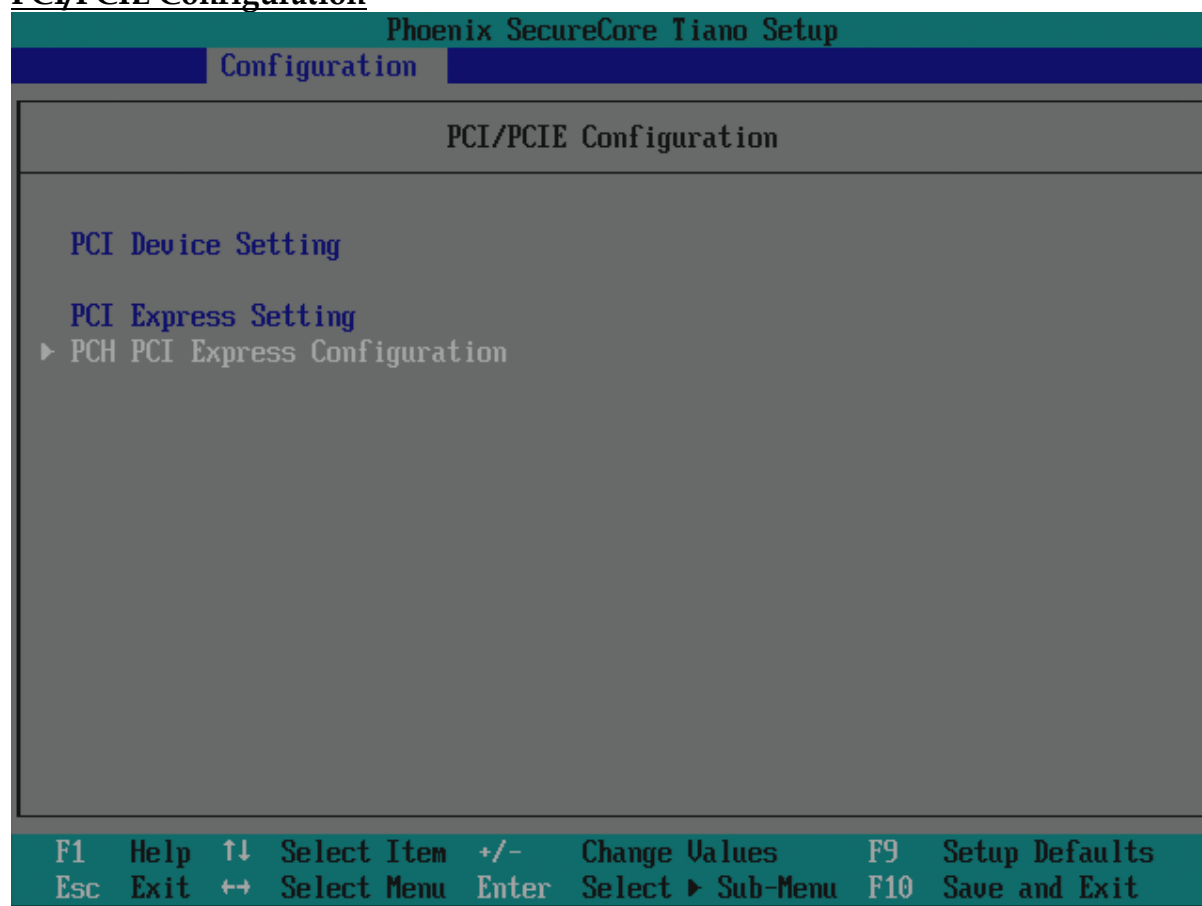 PCI/PCIE Configuration
Phoenix SecureCore Tiano Setup
Configuration
PCI/PCIE Configuration
PCI Device Setting
PCI Express Setting
▶ PCH PCI Express Configuration
F1 Help ↑↓ Select Item +/- Change Values F9 Setup Defaults
Esc Exit ↔ Select Menu Enter Select ▶ Sub-Menu F10 Save and Exit